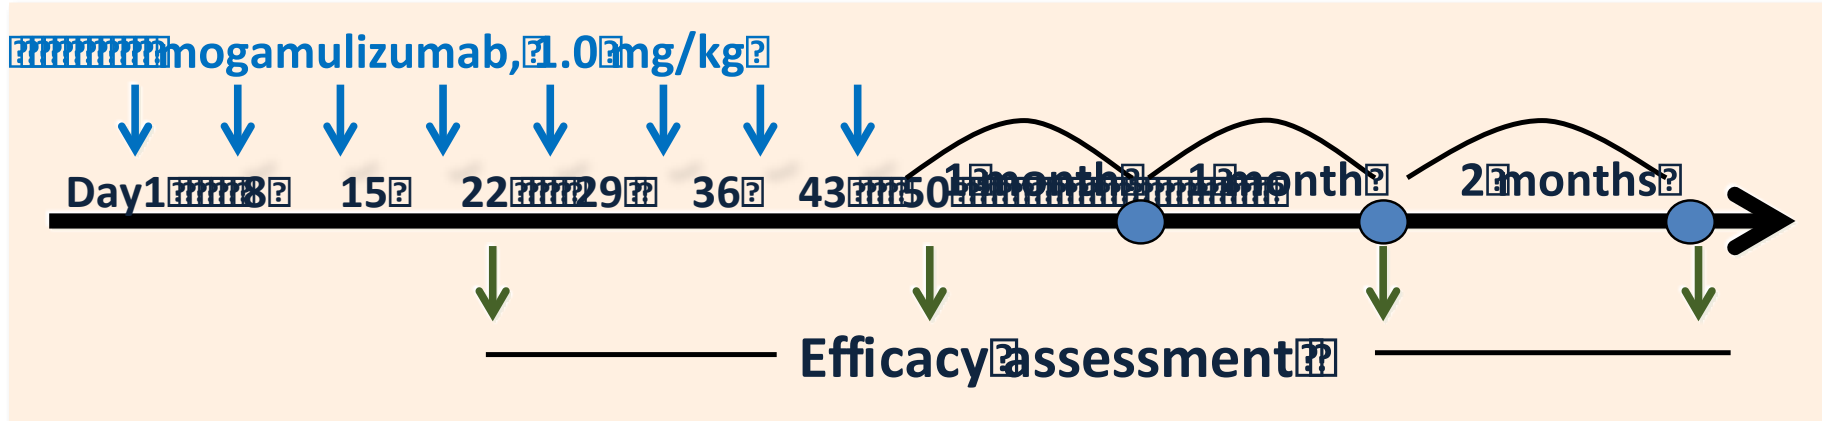 mogamulizumab, 1.0 mg/kg
Day1 8 15 22 29 36 43 50 1 months 1 month 2 months
Efficacy assessment